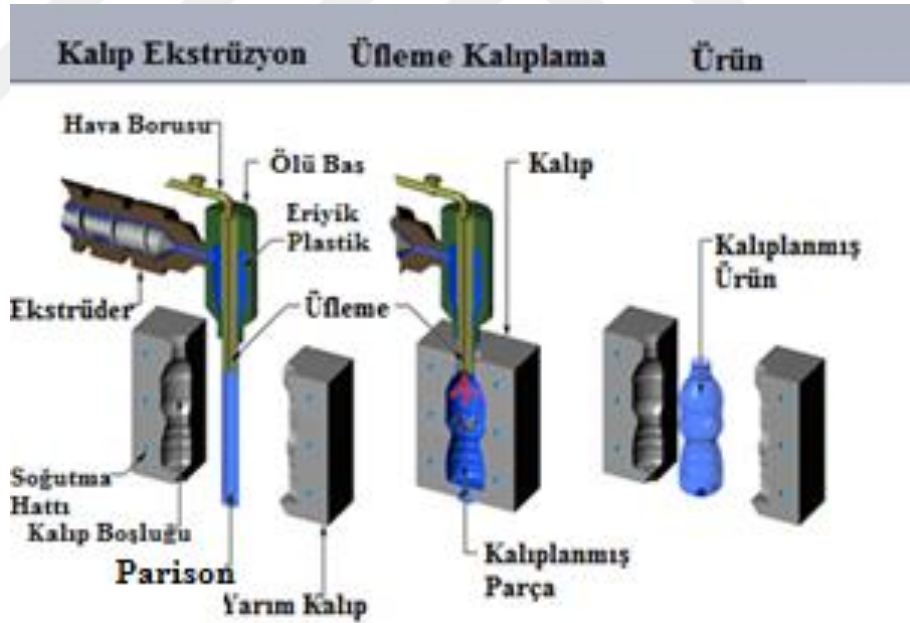 Kalıp Ekstrüzyon Üfleme Kalıplama Ürün
Hava Borusu
Ölü Bas
Kalıp
Eriyik
Plastik
Kalıplanmış
Ürün
Ekstrüder
Üfleme
Soğutma
Hattı
Kalıp Boşluğu
Parison
Yarım Kalıp
Kalıplanmış
Parça